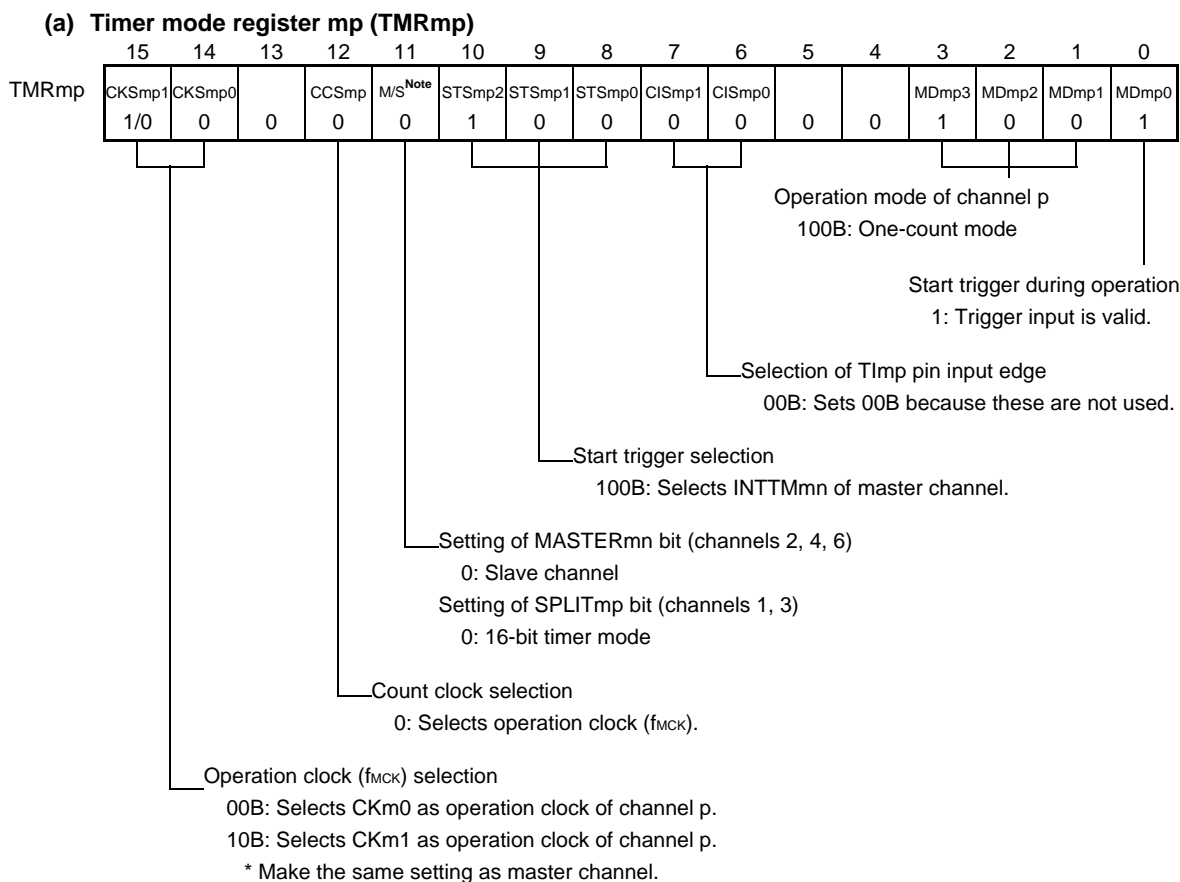 (a) Timer mode register mp (TMRmp)
15 14 13 12 11 10 9 8 7 6 5 4 3 2 1 0
TMRmp CKSmp1 CKSmp0 CCSmp M/SNote STSmp2 STSmp1 STSmp0 CISmp1 CISmp0 MDmp3 MDmp2 MDmp1 MDmp0
1/0 0 0 0 0 1 0 0 0 0 0 0 1 0 0 1
Operation mode of channel p
100B: One-count mode
Start trigger during operation
1: Trigger input is valid.
Selection of TImp pin input edge
00B: Sets 00B because these are not used.
Start trigger selection
100B: Selects INTTMmn of master channel.
Setting of MASTERmn bit (channels 2, 4, 6)
0: Slave channel
Setting of SPLITmp bit (channels 1, 3)
0: 16-bit timer mode
Count clock selection
0: Selects operation clock (fMCK).
Operation clock (fMCK) selection
00B: Selects CKm0 as operation clock of channel p.
10B: Selects CKm1 as operation clock of channel p.
* Make the same setting as master channel.